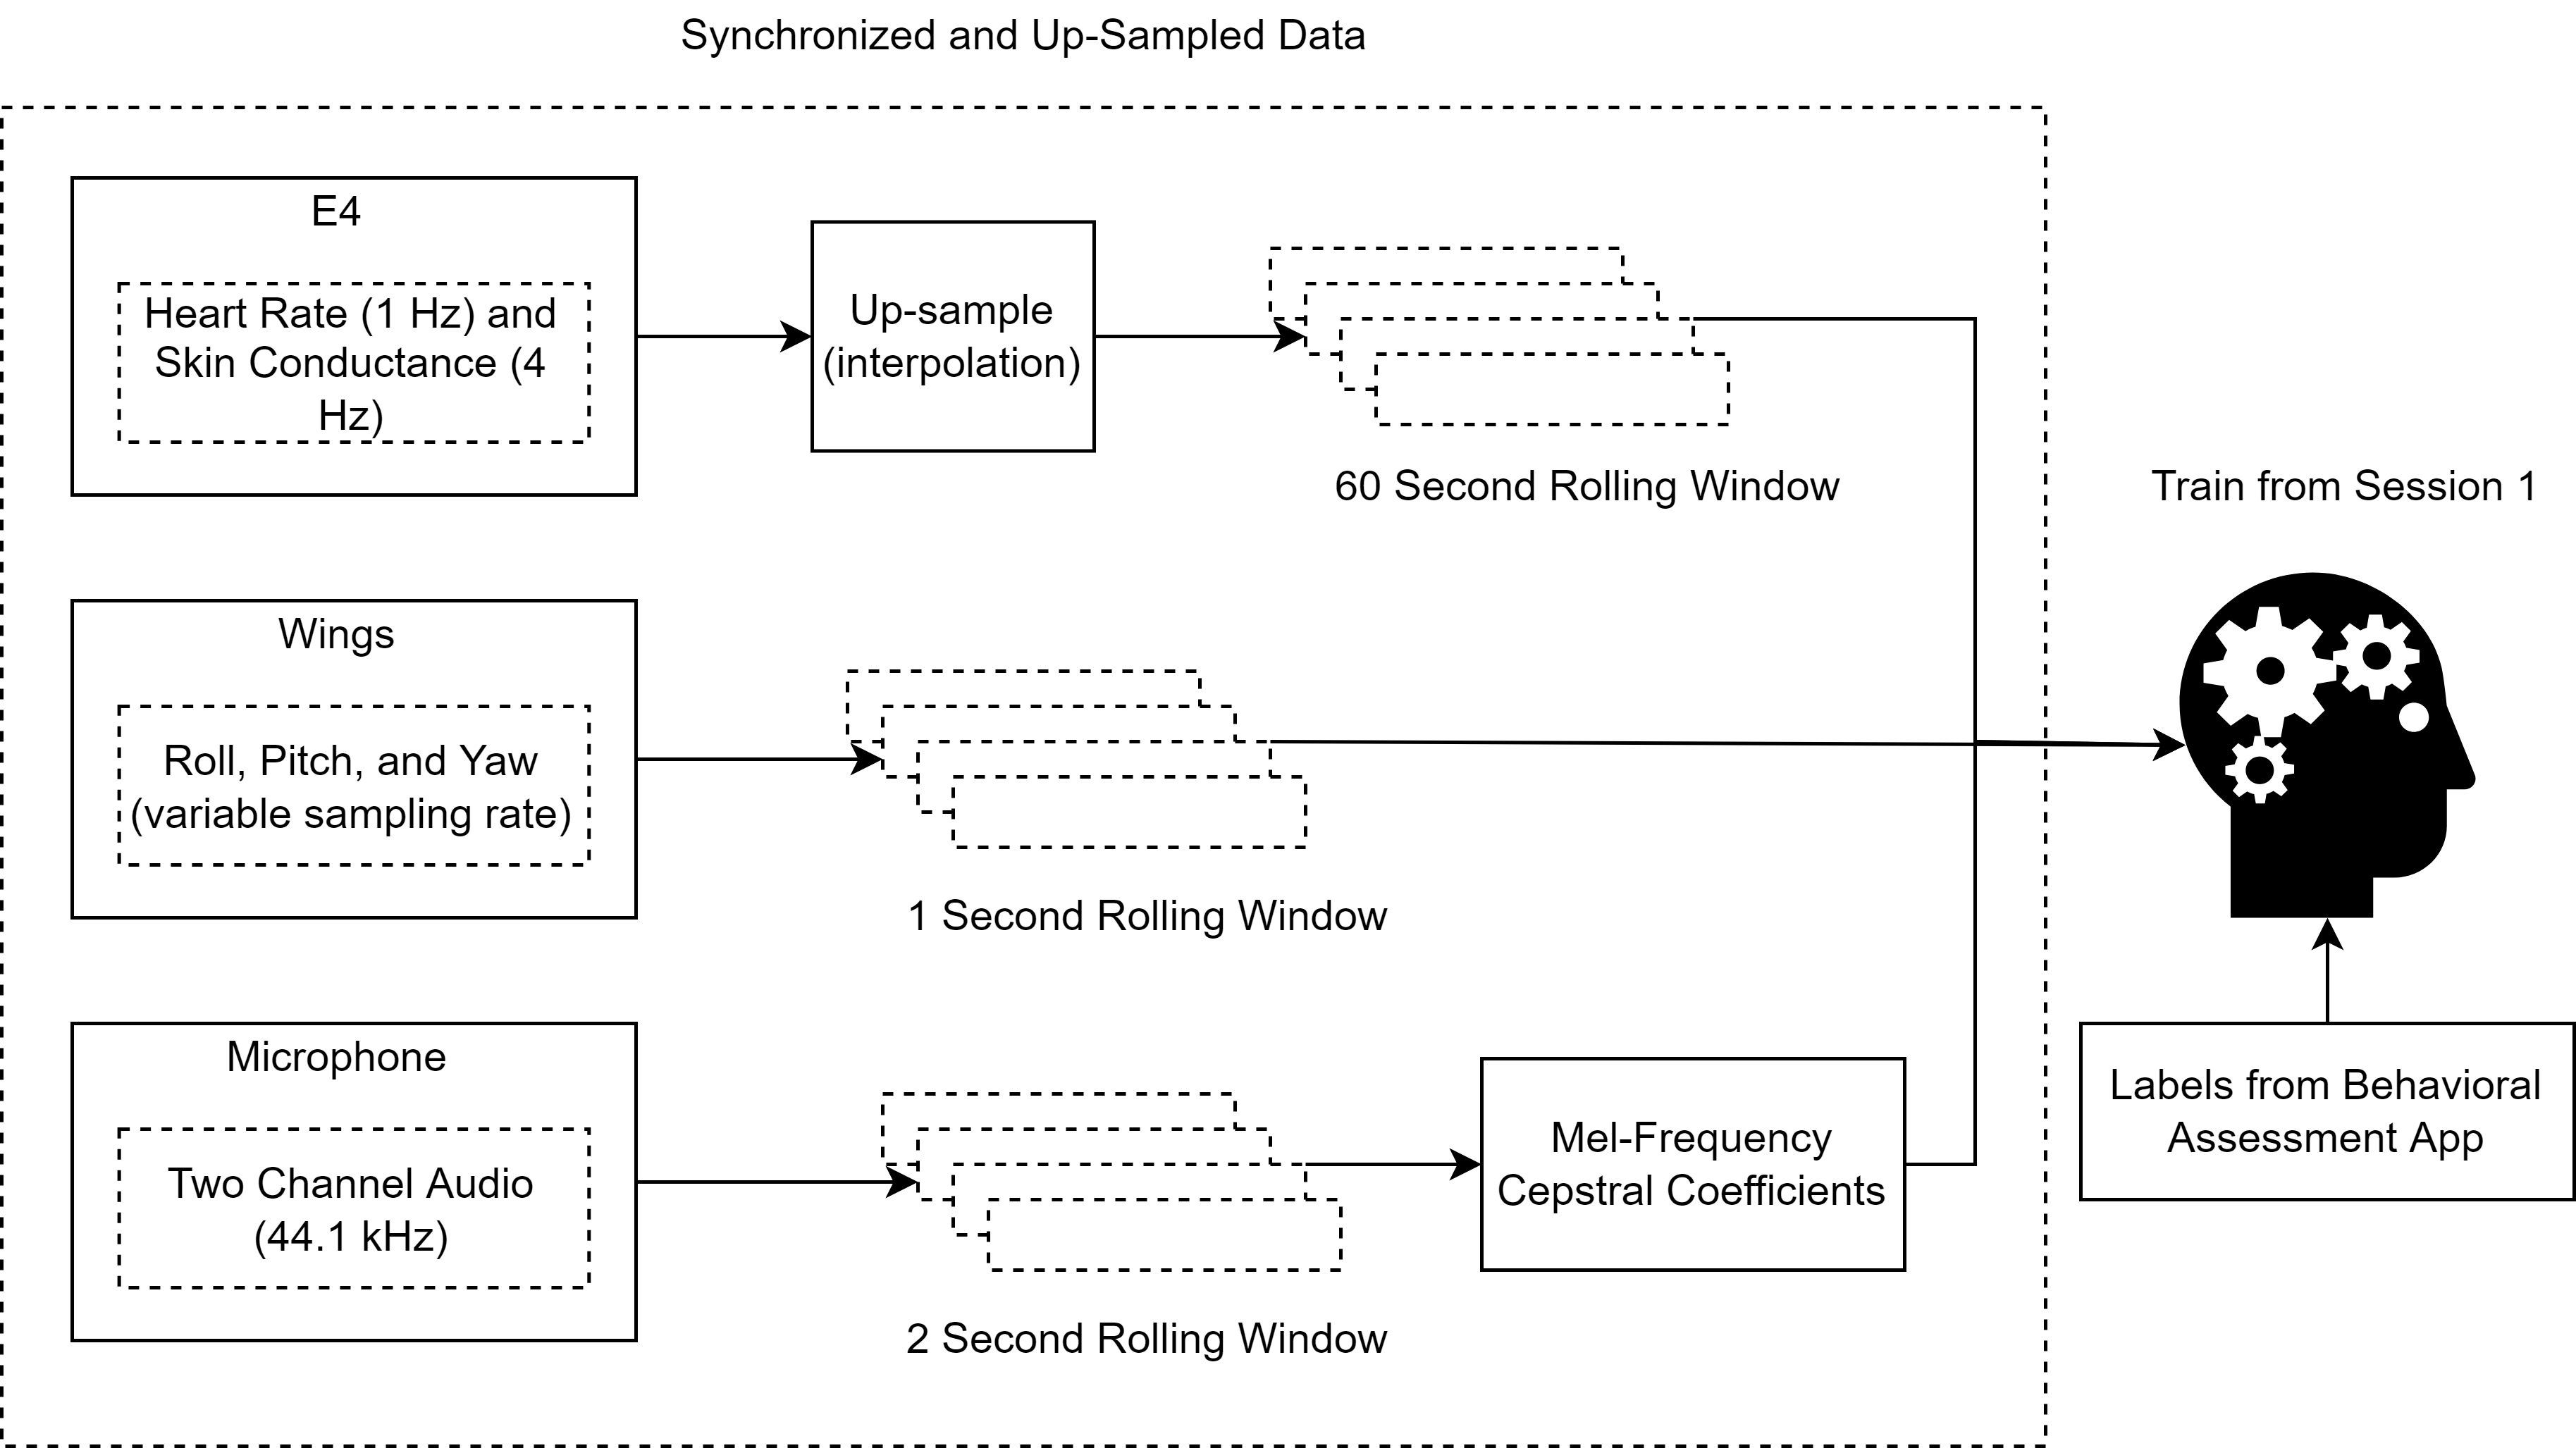 Synchronized and Up-Sampled Data
E4
Heart Rate (1 Hz) and
Skin Conductance (4
Hz)
Up-sample
(interpolation)
60 Second Rolling Window
Train from Session 1
Wings
Roll, Pitch, and Yaw
(variable sampling rate)
1 Second Rolling Window
Microphone
Two Channel Audio
(44.1 kHz)
2 Second Rolling Window
Mel-Frequency
Cepstral Coefficients
Labels from Behavioral
Assessment App